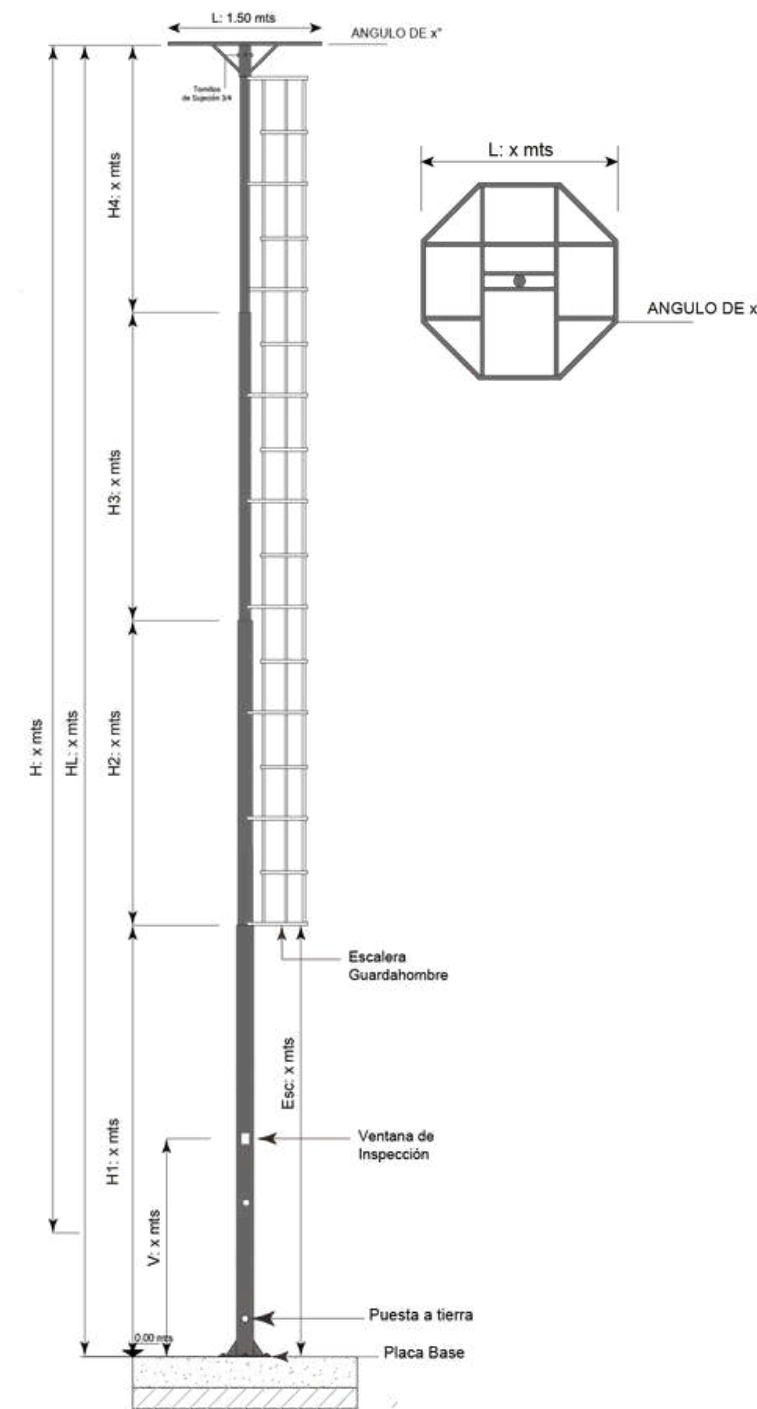 L: 1.50 mts
ANGULO DE x"
Tornillos
de Sujeción 3/4
H4: x mts
L: x mts
ANGULO DE x
H3: x mts
H: x mts
HL: x mts
H2: x mts
Escalera
Guardahombre
Esc: x mts
H1: x mts
Ventana de
Inspección
V: x mts
Puesta a tierra
0.00 mts
Placa Base